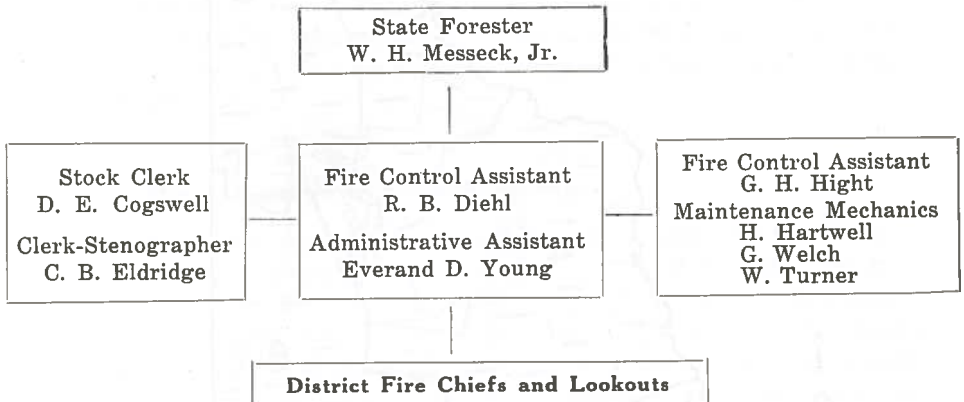 State Forester
W. H. Messeck, Jr.
Stock Clerk
D. E. Cogswell
Clerk-Stenographer
C. B. Eldridge
Fire Control Assistant
R. B. Diehl
Administrative Assistant
Everand D. Young
Fire Control Assistant
G. H. Hight
Maintenance Mechanics
H. Hartwell
G. Welch
W. Turner
District Fire Chiefs and Lookouts